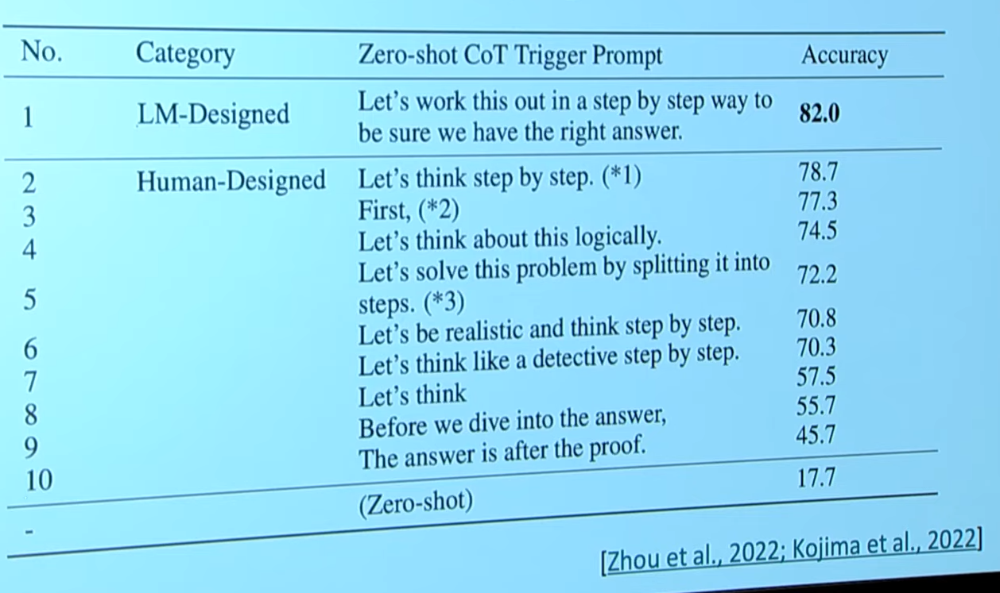 No. Category Zero-shot CoT Trigger Prompt Accuracy
1 LM-Designed Let's work this out in a step by step way to be sure we have the right answer. 82.0
2 Human-Designed Let's think step by step. (*1) 78.7
3 First, (*2) 77.3
4 Let's think about this logically. 74.5
5 Let's solve this problem by splitting it into steps. (*3) 72.2
6 Let's be realistic and think step by step. 70.8
7 Let's think like a detective step by step. 70.3
8 Let's think 57.5
9 Before we dive into the answer, 55.7
10 The answer is after the proof. 45.7
- (Zero-shot) 17.7
[Zhou et al., 2022; Kojima et al., 2022]